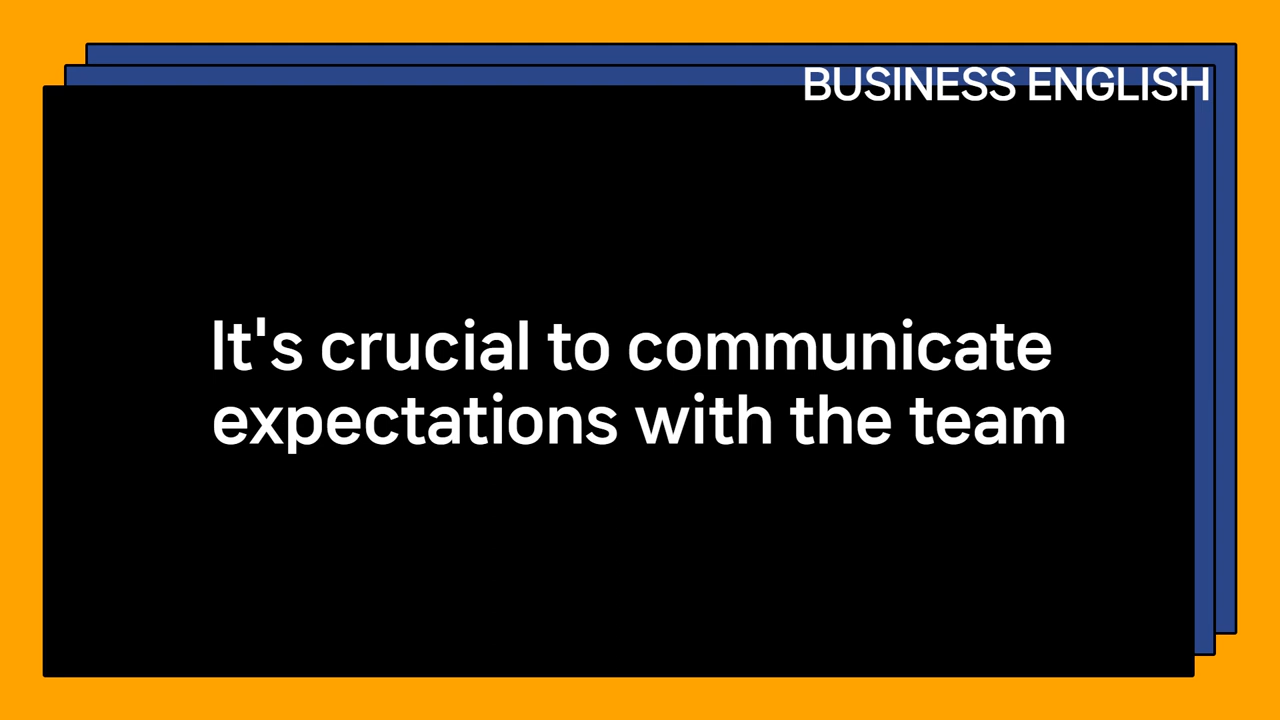 BUSINESS ENGLISH
It's crucial to communicate
expectations with the team